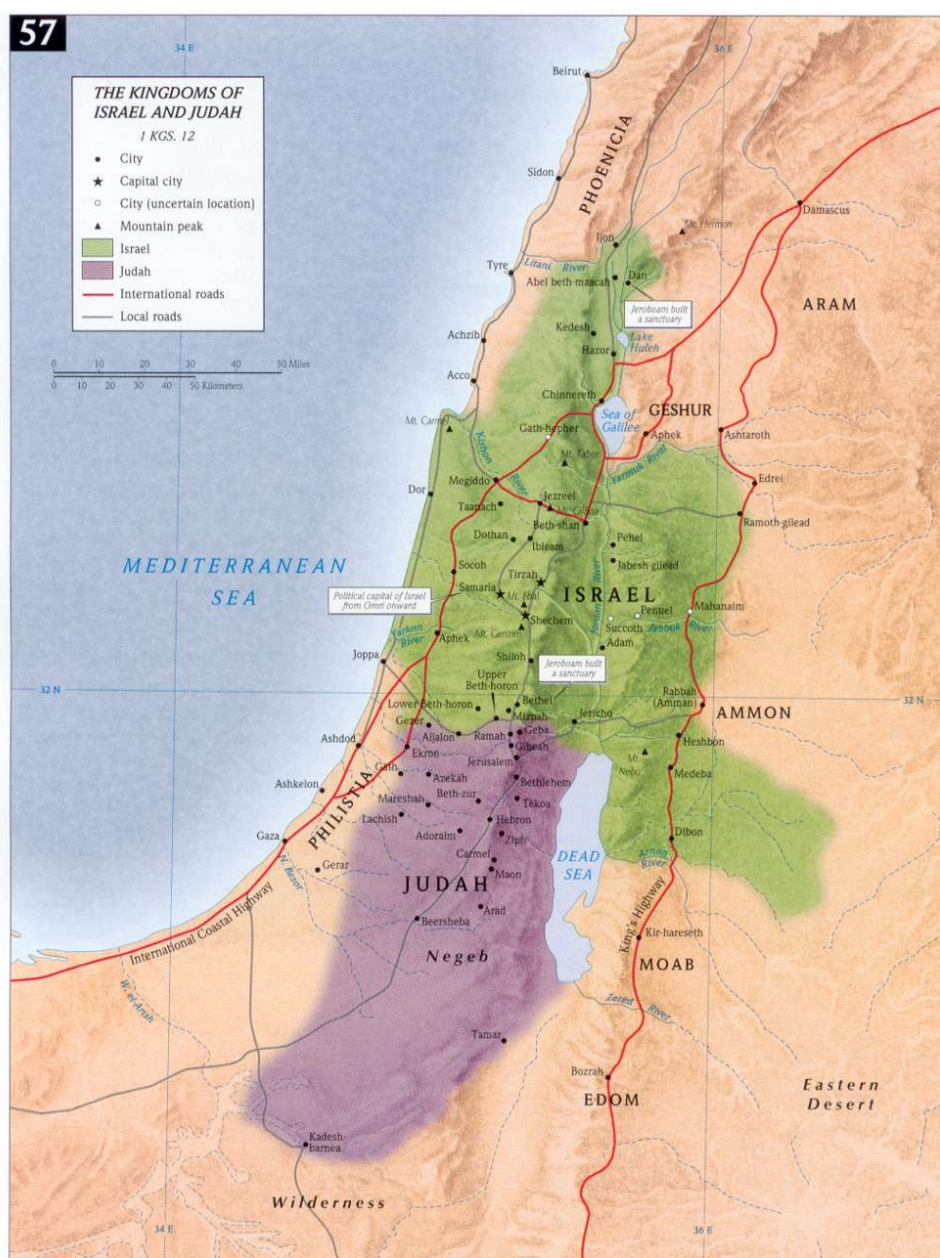 57
34 E
36 E
THE KINGDOMS OF
ISRAEL AND JUDAH
1 KGS. 12
City
Capital city
City (uncertain location)
Mountain peak
Israel
Judah
International roads
Local roads
0 10 20 30 40 50 Miles
0 10 20 30 40 50 Kilometers
Beirut
PHOENICIA
Sidon
Damascus
Mt. Hermon
Ijon
Litani River
Tyre
Dan
Abel beth-maacah
Jeroboam built
a sanctuary
ARAM
Kedesh
Lake
Huleh
Achzib
Hazor
Acco
Chinnereth
Sea of
Galilee
GESHUR
Mt. Carmel
Gath-hepher
Aphek
Ashtaroth
Kishon
River
Mt. Tabor
Yarmuk River
Megiddo
Edrei
Dor
Jezreel
Taanach
Mt. Gilboa
Ramoth-gilead
Beth-shan
Dothan
Ibleam
Pehel
Jabesh-gilead
MEDITERRANEAN
SEA
Socoh
Tirzah
Samaria
ISRAEL
Jordan River
Political capital of Israel
from Omri onward
Mt. Ebal
Shechem
Penuel
Mahanaim
Succoth
Jabbok River
Yarkon
River
Aphek
Mt. Gerizim
Adam
Joppa
Shiloh
Jeroboam built
a sanctuary
Upper
Beth-horon
32 N
32 N
Rabbah
(Amman)
AMMON
Lower Beth-horon
Bethel
Mizpah
Jericho
Gezer
Geba
Aijalon
Ramah
Gibeah
Heshbon
Ashdod
Ekron
Jerusalem
Mt.
Nebo
Gath
Azekah
Bethlehem
Medeba
Ashkelon
PHILISTIA
Beth-zur
Mareshah
Tekoa
Lachish
Hebron
Adoraim
Ziph
Dibon
Gaza
Carmel
DEAD
SEA
Arnon
River
Gerar
Maon
N. Besor
JUDAH
Arad
King's Highway
International Coastal Highway
Beersheba
Kir-hareseth
Negeb
MOAB
W. el-Arish
Zered River
Tamar
Bozrah
EDOM
Eastern
Desert
Kadesh-
barnea
Wilderness
34 E
36 E